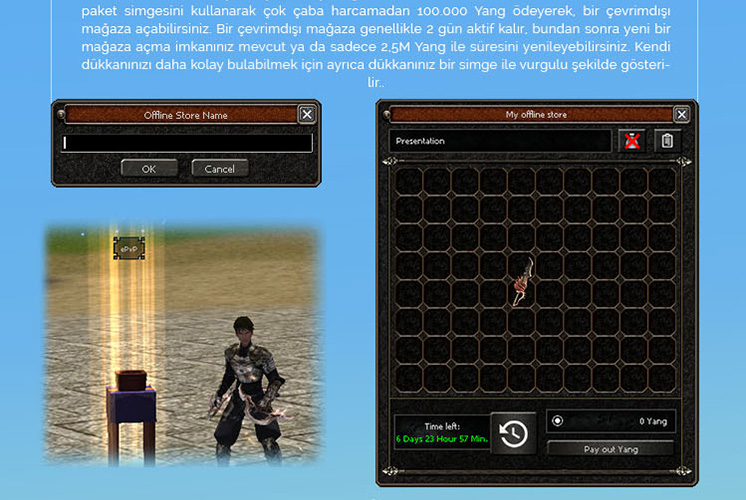 paket simgesini kullanarak çok çaba harcamadan 100.000 Yang ödeyerek, bir çevrimdışı
mağaza açabilirsiniz. Bir çevrimdışı mağaza genellikle 2 gün aktif kalır, bundan sonra yeni bir
mağaza açma imkanınız mevcut ya da sadece 2,5M Yang ile süresini yenileyebilirsiniz. Kendi
dükkanınızı daha kolay bulabilmek için ayrıca dükkanınız bir simge ile vurgulu şekilde gösteri-
lir..
Offline Store Name
OK
Cancel
ePvP
My offline store
Presentation
Time left:
6 Days 23 Hour 57 Min.
0 Yang
Pay out Yang